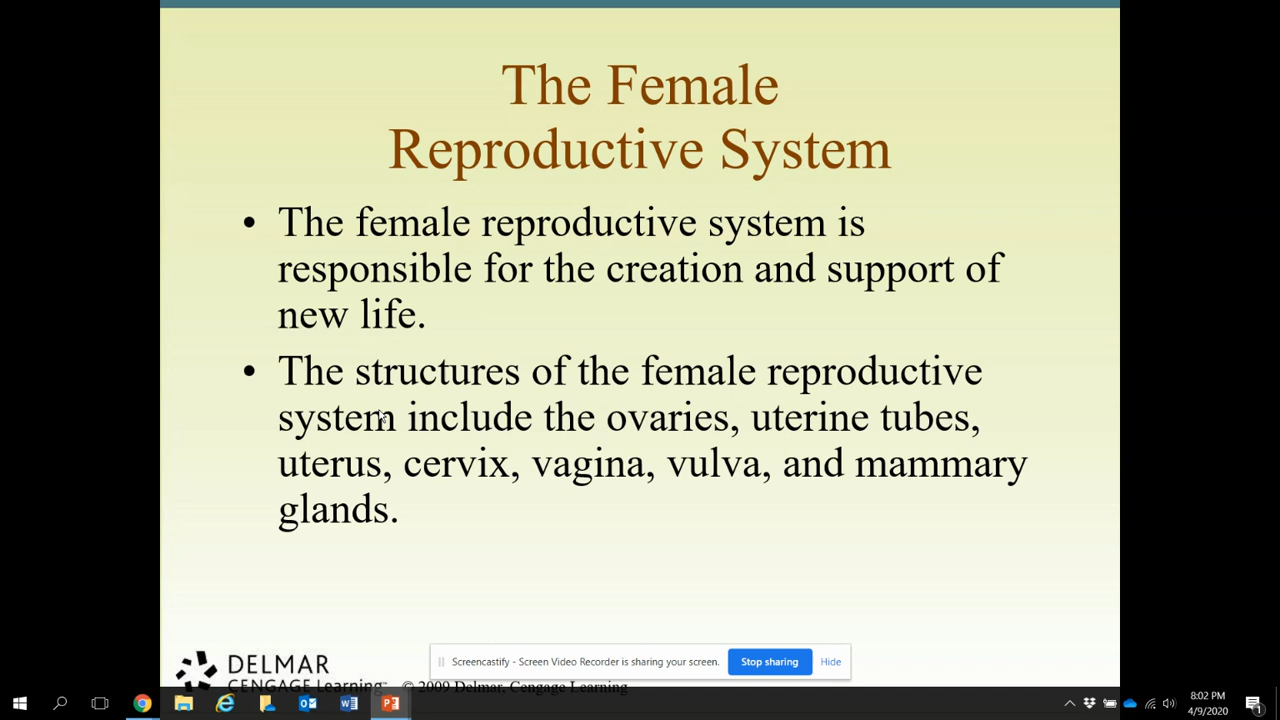 The Female
Reproductive System
• The female reproductive system is
responsible for the creation and support of
new life.
• The structures of the female reproductive
system include the ovaries, uterine tubes,
uterus, cervix, vagina, vulva, and mammary
glands.
Screencastify - Screen Video Recorder is sharing your screen. Stop sharing Hide
DELMAR
CENGAGE Learning™ © 2009 Delmar, Cengage Learning
8:02 PM
4/9/2020
1